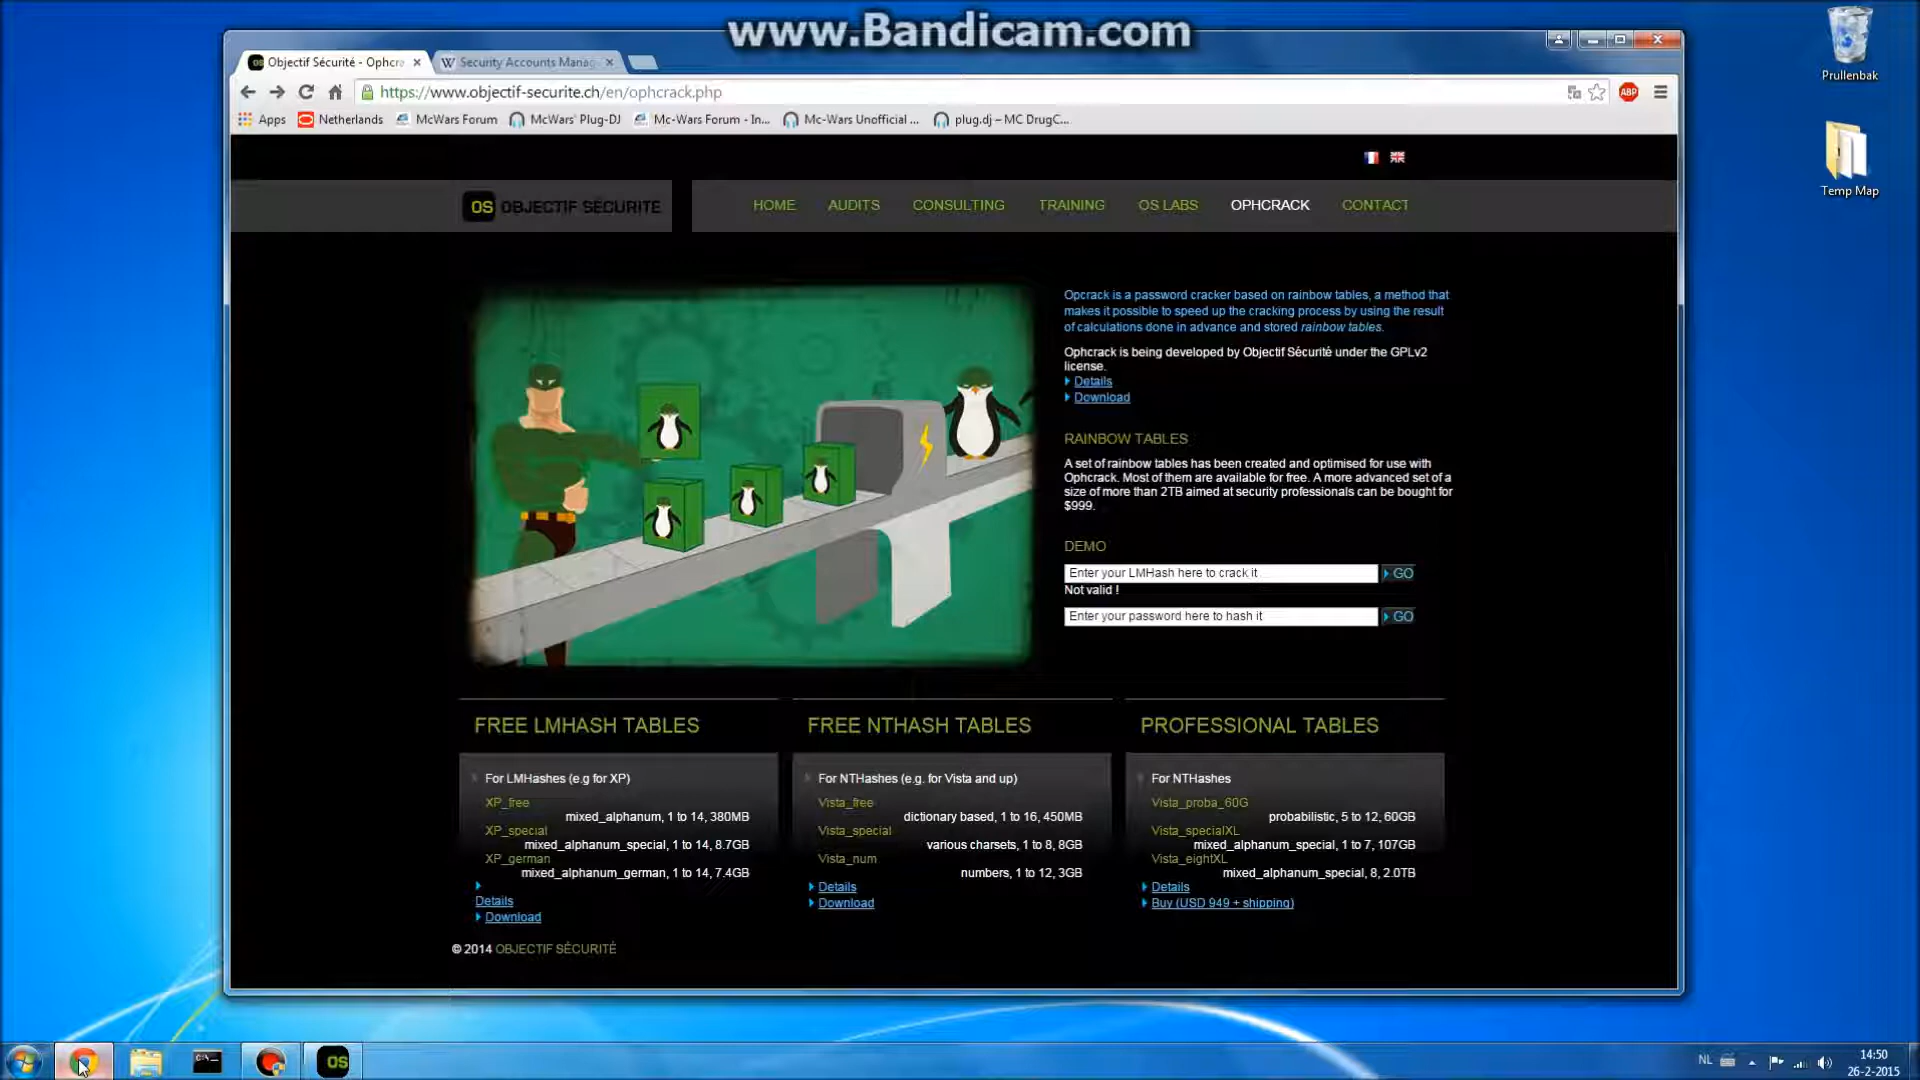 www.Bandicam.com
Objectif Sécurité - Ophcra
Security Accounts Manag
https://www.objectif-securite.ch/en/ophcrack.php
ABP
Apps Netherlands McWars Forum McWars' Plug-DJ Mc-Wars Forum - In... Mc-Wars Unofficial ... plug.dj – MC DrugC...
Prullenbak
Temp Map
OS OBJECTIF SÉCURITÉ
HOME AUDITS CONSULTING TRAINING OS LABS OPHCRACK CONTACT
Opcrack is a password cracker based on rainbow tables, a method that
makes it possible to speed up the cracking process by using the result
of calculations done in advance and stored rainbow tables.
Ophcrack is being developed by Objectif Sécurité under the GPLv2
license.
Details
Download
RAINBOW TABLES
A set of rainbow tables has been created and optimised for use with
Ophcrack. Most of them are available for free. A more advanced set of a
size of more than 2TB aimed at security professionals can be bought for
$999.
DEMO
Enter your LMHash here to crack it GO
Not valid !
Enter your password here to hash it GO
FREE LMHASH TABLES
For LMHashes (e.g for XP)
XP_free
mixed_alphanum, 1 to 14, 380MB
XP_special
mixed_alphanum_special, 1 to 14, 8.7GB
XP_german
mixed_alphanum_german, 1 to 14, 7.4GB
Details
Download
FREE NTHASH TABLES
For NTHashes (e.g. for Vista and up)
Vista_free
dictionary based, 1 to 16, 450MB
Vista_special
various charsets, 1 to 8, 8GB
Vista_num
numbers, 1 to 12, 3GB
Details
Download
PROFESSIONAL TABLES
For NTHashes
Vista_proba_60G
probabilistic, 5 to 12, 60GB
Vista_specialXL
mixed_alphanum_special, 1 to 7, 107GB
Vista_eightXL
mixed_alphanum_special, 8, 2.0TB
Details
Buy (USD 949 + shipping)
© 2014 OBJECTIF SÉCURITÉ
OS
NL
14:50
26-2-2015